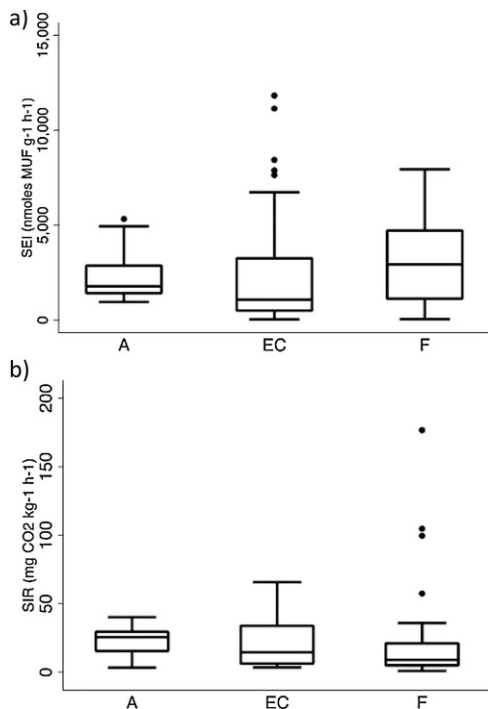 a)
SEI (nmoles MUF g-1 h-1)
15,000
10,000
5,000
0
A EC F
b)
SIR (mg CO2 kg-1 h-1)
200
150
100
50
0
A EC F